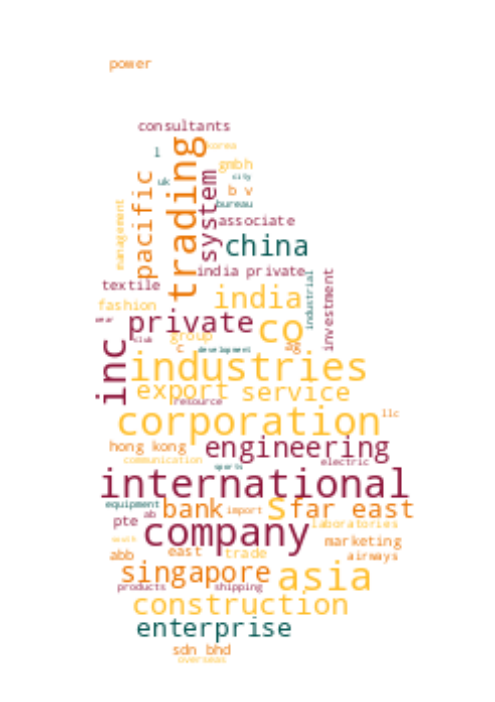 power
consultants
l
korea
trading
gmbh
uk
city
pacific
system
b v
bureau
management
associate
china
india private
textile
industrial
investment
india
fashion
private
co
club
group
c
ag
development
inc
industries
export
service
resource
corporation
llc
hong kong
engineering
communication
sports
electric
international
equipment
bank
import
s
far east
pte
ab
company
laboratories
south
marketing
abb
east
trade
airways
singapore
asia
products
shipping
construction
enterprise
sdn bhd
overseas